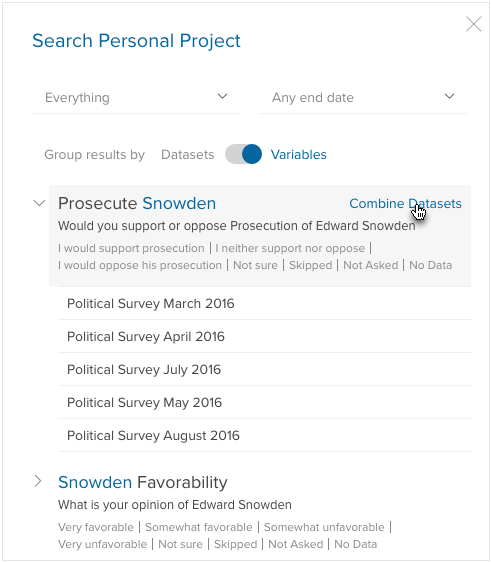 Search Personal Project
Everything Any end date
Group results by Datasets Variables
Prosecute Snowden Combine Datasets
Would you support or oppose Prosecution of Edward Snowden
I would support prosecution | I neither support nor oppose |
I would oppose his prosecution | Not sure | Skipped | Not Asked | No Data
Political Survey March 2016
Political Survey April 2016
Political Survey July 2016
Political Survey May 2016
Political Survey August 2016
Snowden Favorability
What is your opinion of Edward Snowden
Very favorable | Somewhat favorable | Somewhat unfavorable |
Very unfavorable | Not sure | Skipped | Not Asked | No Data